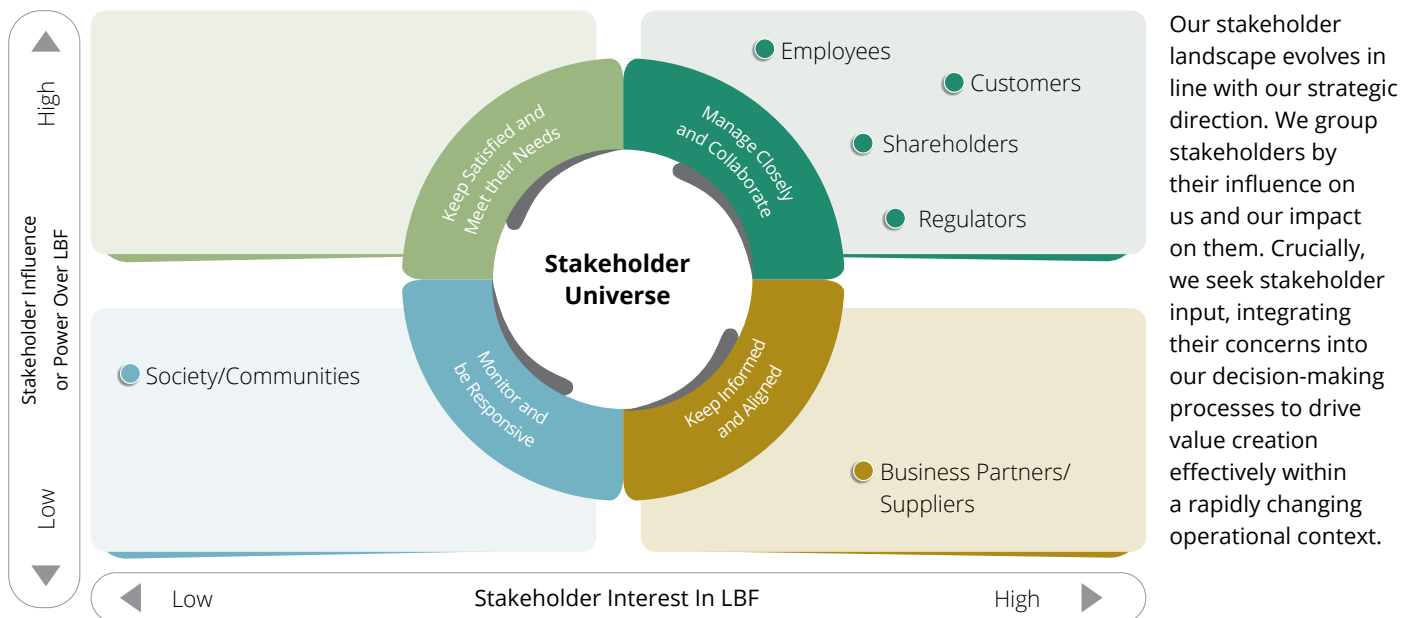 High
Stakeholder Influence
or Power Over LBF
Low
Keep Satisfied and
Meet their Needs
Manage Closely
and Collaborate
Employees
Customers
Shareholders
Regulators
Stakeholder
Universe
Society/Communities
Monitor and
be Responsive
Keep Informed
and Aligned
Business Partners/
Suppliers
Low
Stakeholder Interest In LBF
High
Our stakeholder
landscape evolves in
line with our strategic
direction. We group
stakeholders by
their influence on
us and our impact
on them. Crucially,
we seek stakeholder
input, integrating
their concerns into
our decision-making
processes to drive
value creation
effectively within
a rapidly changing
operational context.